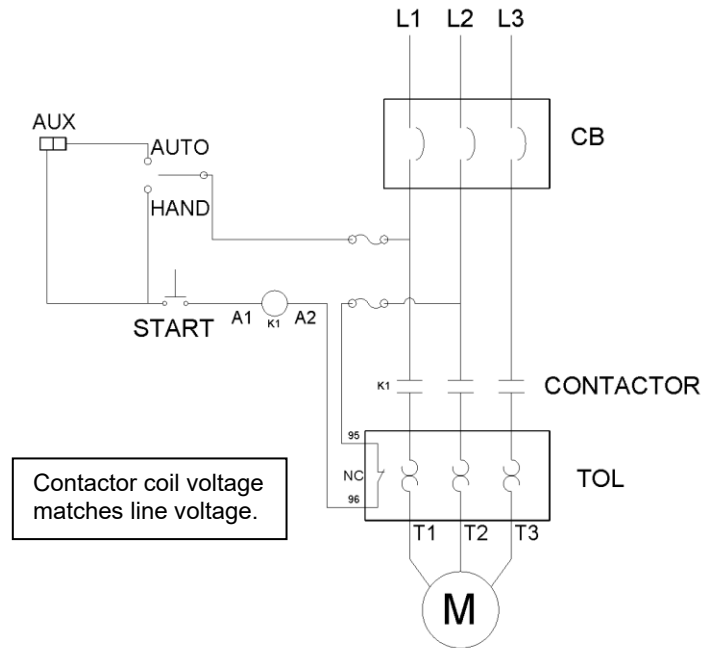 L1 L2 L3
AUX
AUTO
CB
HAND
START
A1
K1
A2
K1
CONTACTOR
95
NC
96
TOL
Contactor coil voltage
matches line voltage.
T1 T2 T3
M